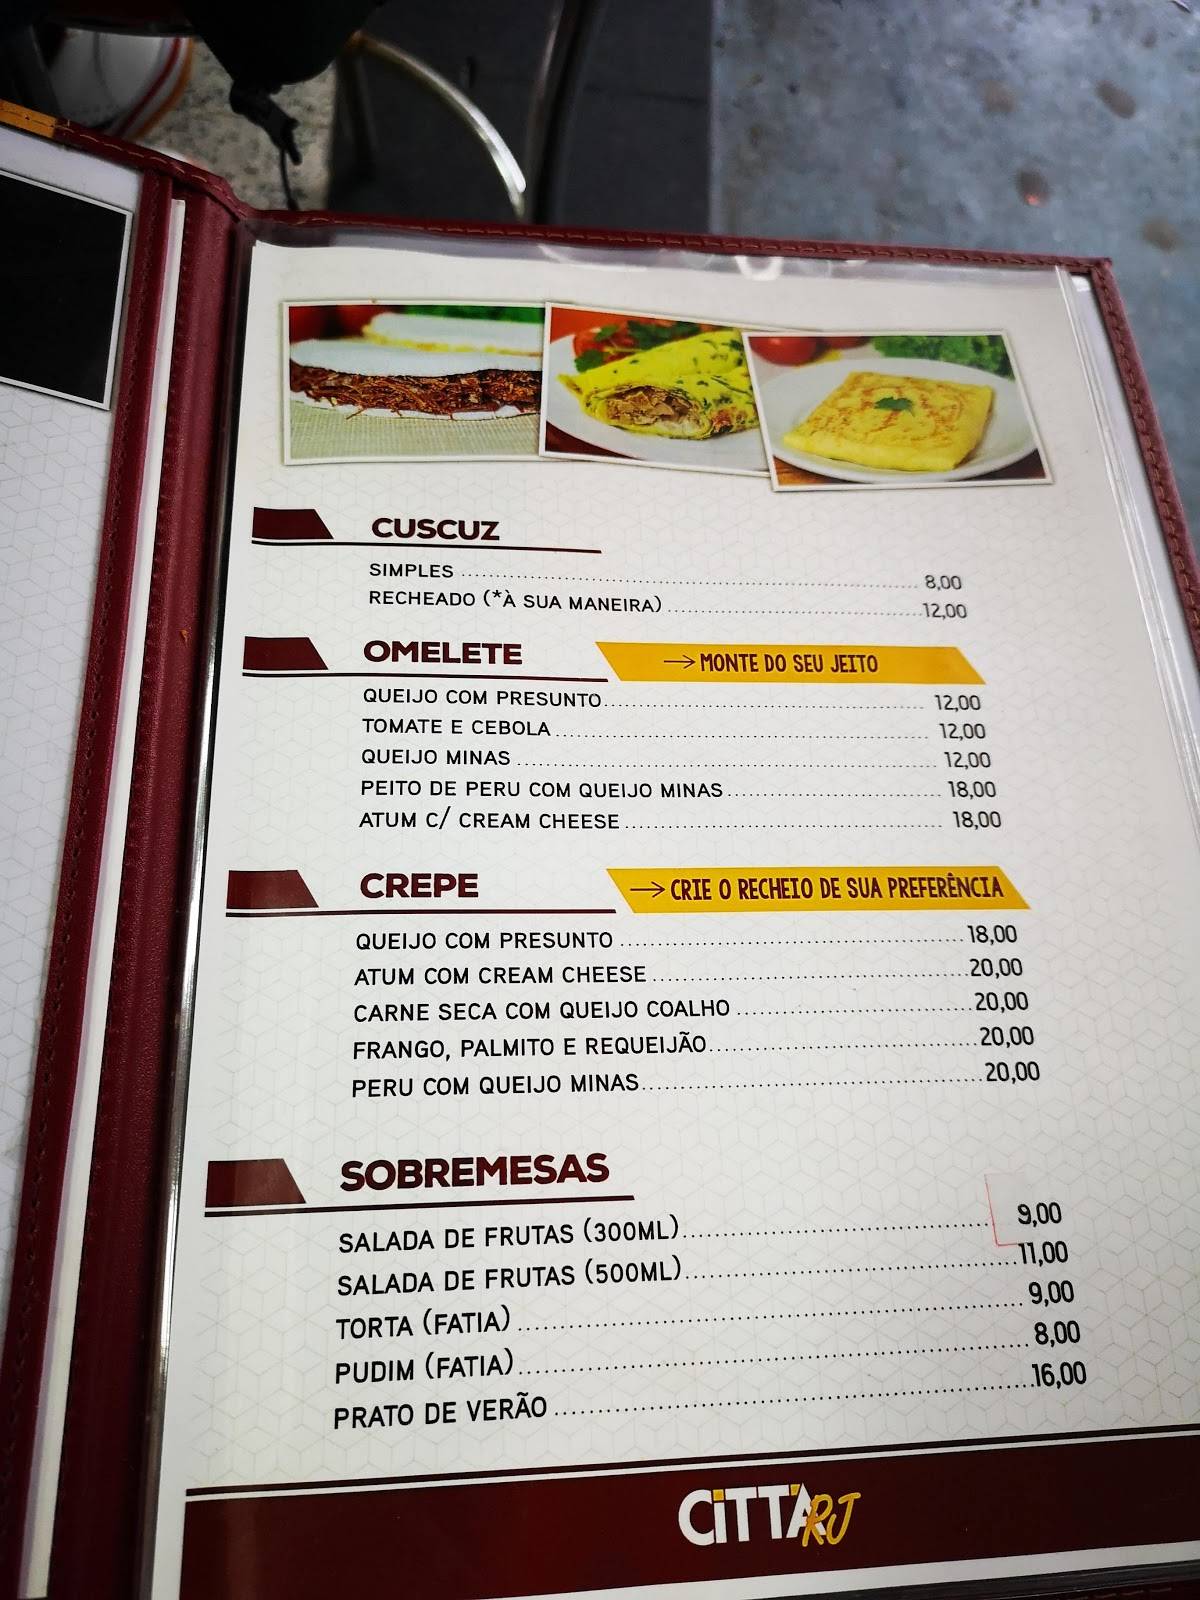 CUSCUZ
SIMPLES 8,00
RECHEADO (*À SUA MANEIRA) 12,00
OMELETE → MONTE DO SEU JEITO
QUEIJO COM PRESUNTO 12,00
TOMATE E CEBOLA 12,00
QUEIJO MINAS 12,00
PEITO DE PERU COM QUEIJO MINAS 18,00
ATUM C/ CREAM CHEESE 18,00
CREPE → CRIE O RECHEIO DE SUA PREFERÊNCIA
QUEIJO COM PRESUNTO 18,00
ATUM COM CREAM CHEESE 20,00
CARNE SECA COM QUEIJO COALHO 20,00
FRANGO, PALMITO E REQUEIJÃO 20,00
PERU COM QUEIJO MINAS 20,00
SOBREMESAS
SALADA DE FRUTAS (300ML) 9,00
SALADA DE FRUTAS (500ML) 11,00
TORTA (FATIA) 9,00
PUDIM (FATIA) 8,00
PRATO DE VERÃO 16,00
CiTTÀ RJ